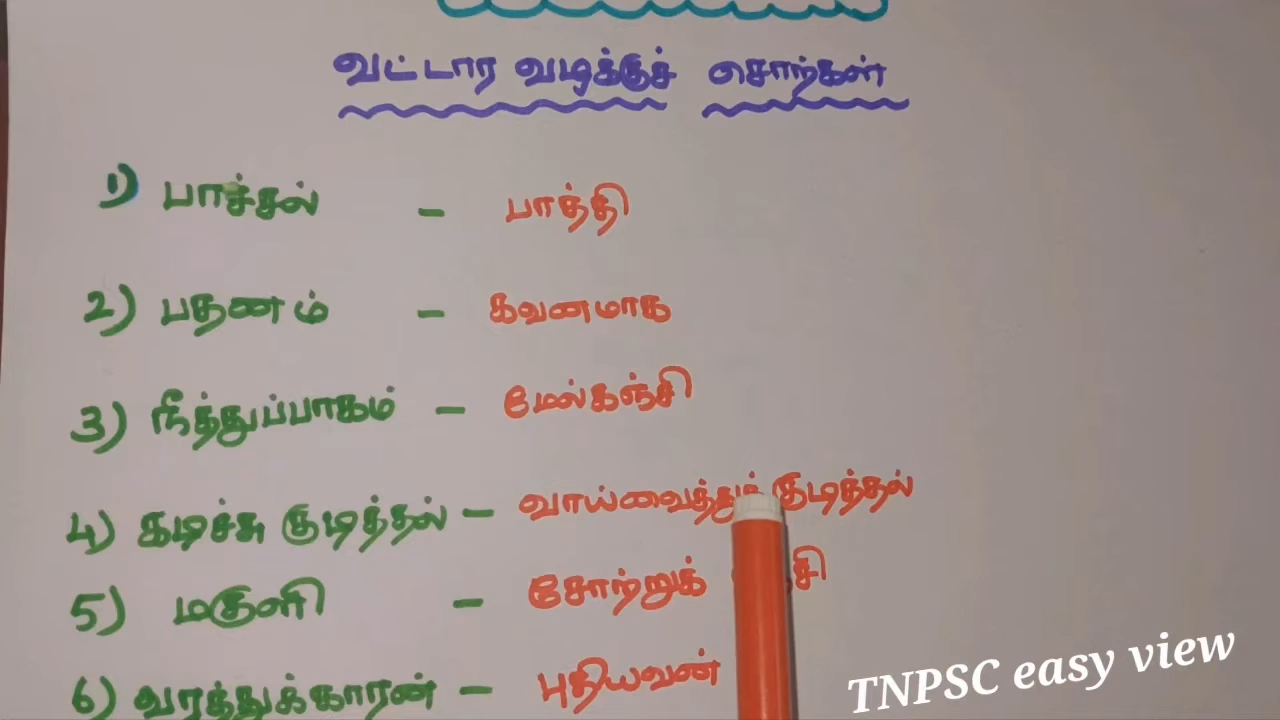 வட்டார வழக்குச் சொற்கள்
1) பாச்சல் - பாத்தி
2) பதனம் - கவனமாக
3) நீத்துப்பாகம் - மேல்கஞ்சி
4) கடிச்சு குடித்தல் - வாய்வைத்துக் குடித்தல்
5) மகுளி - சோற்றுக்
6) வரத்துக்காரன் - புதியவன்
TNPSC easy view